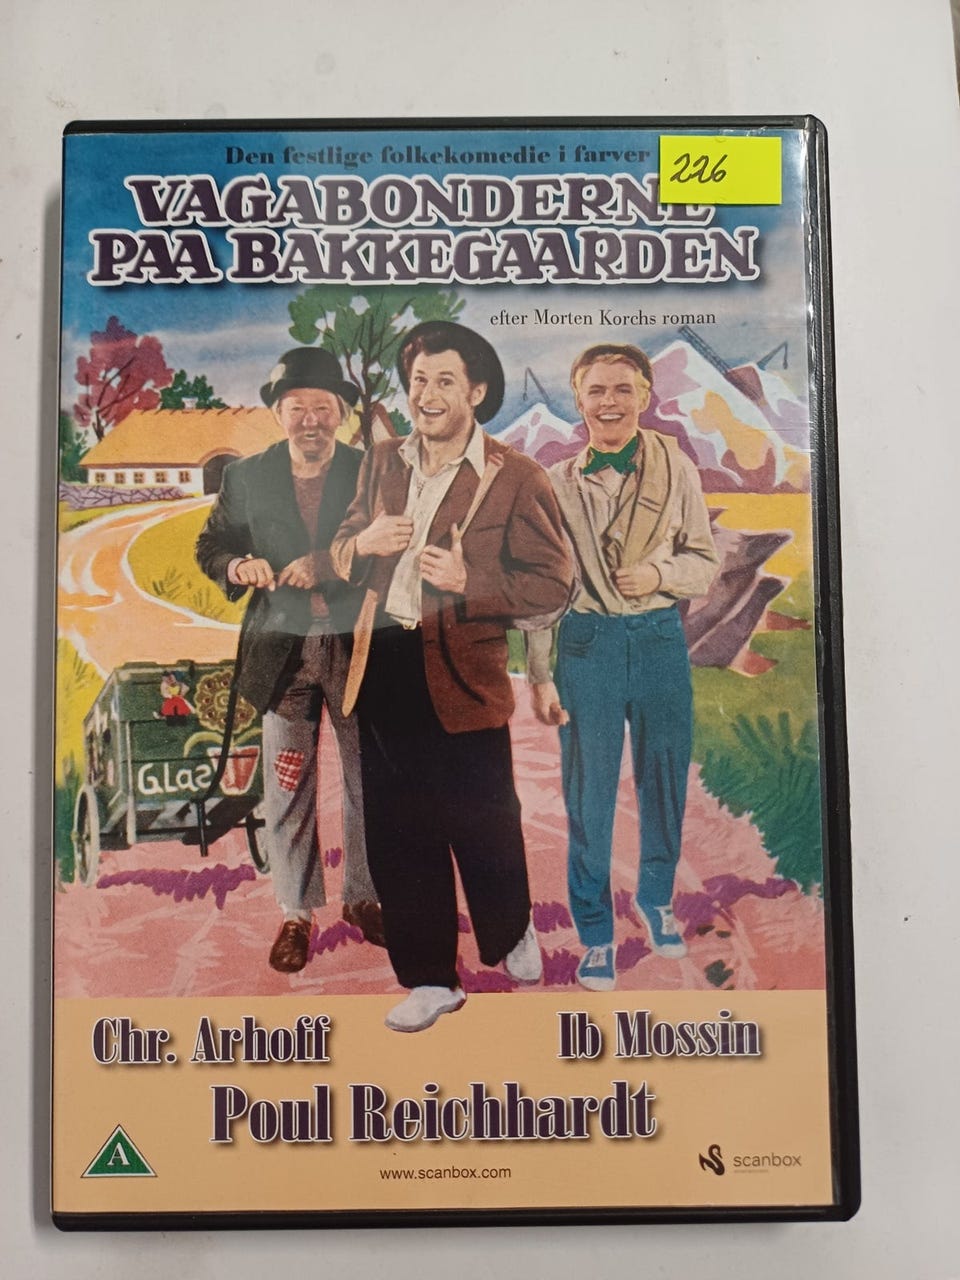 Den festlige folkekomedie i farver
226
VAGABONDERNE
PAA BAKKEGAARDEN
efter Morten Korchs roman
GLas
Chr. Arhoff
Ib Mossin
Poul Reichhardt
A
www.scanbox.com
scanbox